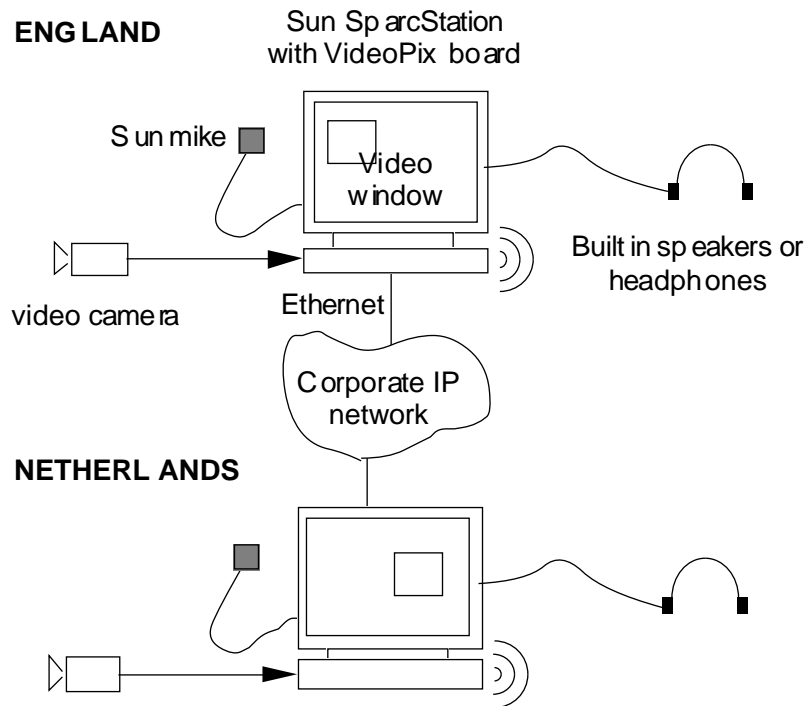 ENGLAND
Sun SparcStation
with VideoPix board
Sun mike
Video
window
Built in speakers or
headphones
video camera
Ethernet
Corporate IP
network
NETHERLANDS